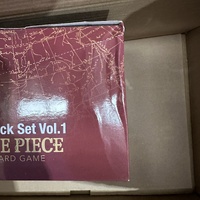 ck Set Vol.1
E PIECE
ARD GAME